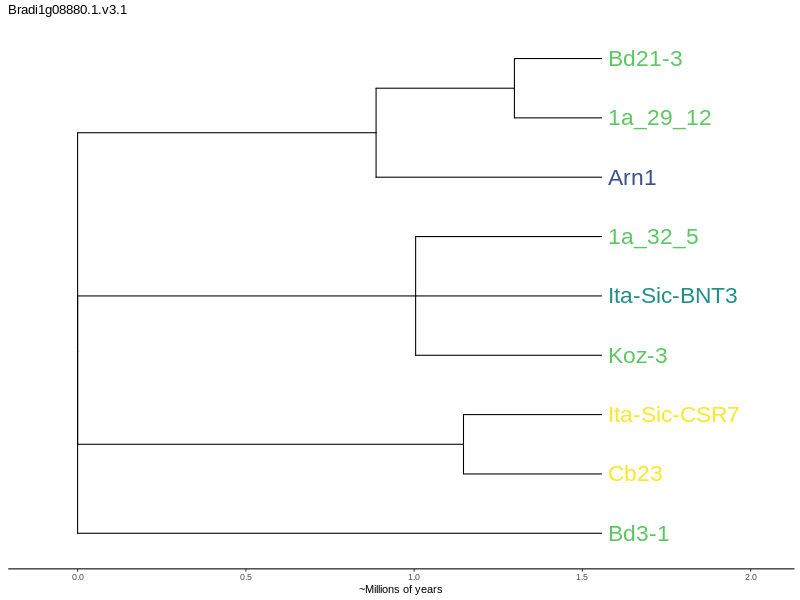 Bradi1g08880.1.v3.1
Bd21-3
1a_29_12
Arn1
1a_32_5
Ita-Sic-BNT3
Koz-3
Ita-Sic-CSR7
Cb23
Bd3-1
0.0 0.5 1.0 1.5 2.0
~Millions of years